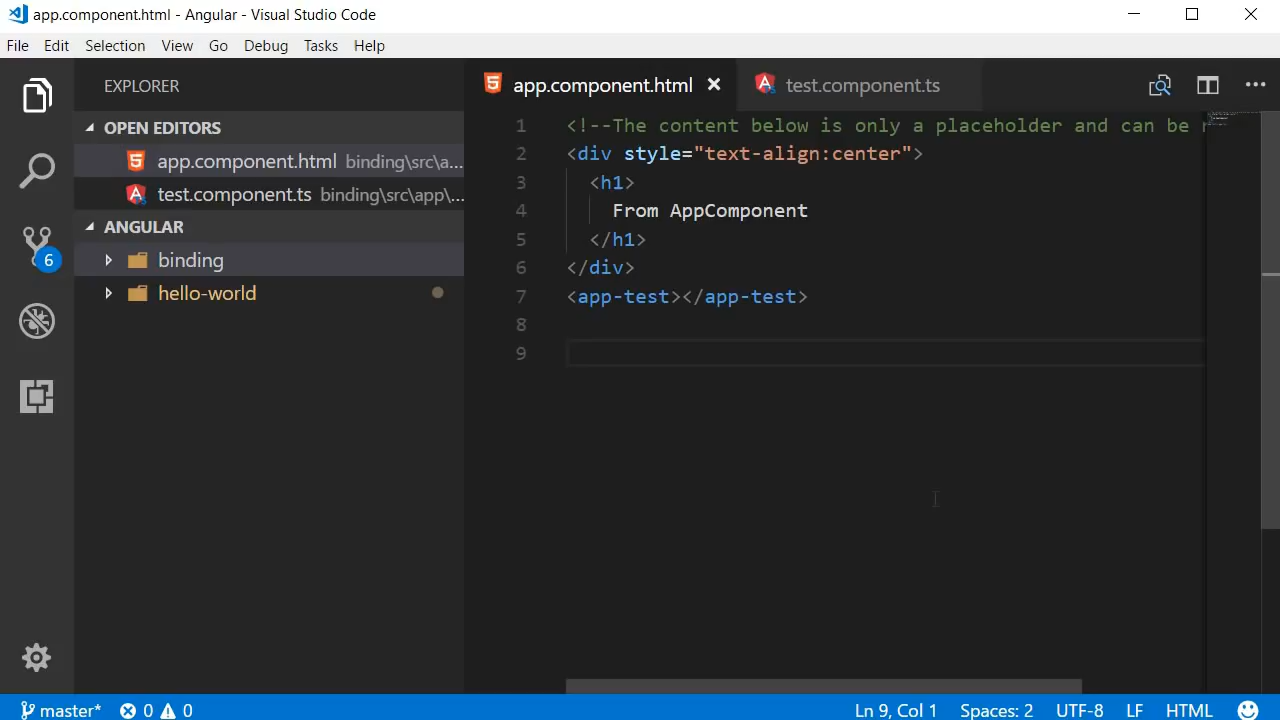 app.component.html - Angular - Visual Studio Code
File Edit Selection View Go Debug Tasks Help
EXPLORER
OPEN EDITORS
app.component.html binding\src\a...
test.component.ts binding\src\app\...
ANGULAR
binding
hello-world
6
app.component.html
test.component.ts
1 <!--The content below is only a placeholder and can be
2 <div style="text-align:center">
3 <h1>
4 From AppComponent
5 </h1>
6 </div>
7 <app-test></app-test>
8
9
master* 0 0 Ln 9, Col 1 Spaces: 2 UTF-8 LF HTML